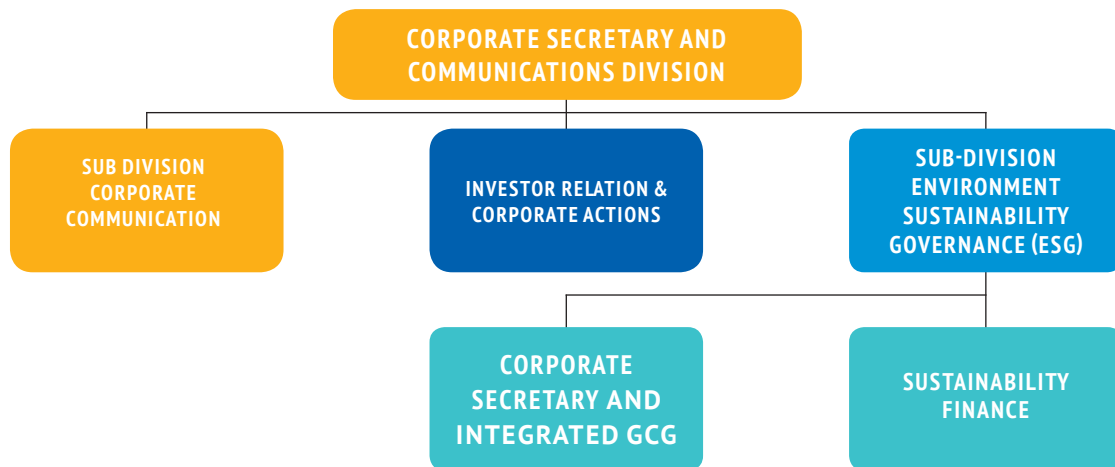 CORPORATE SECRETARY AND
COMMUNICATIONS DIVISION
SUB DIVISION
CORPORATE
COMMUNICATION
INVESTOR RELATION &
CORPORATE ACTIONS
SUB-DIVISION
ENVIRONMENT
SUSTAINABILITY
GOVERNANCE (ESG)
CORPORATE
SECRETARY AND
INTEGRATED GCG
SUSTAINABILITY
FINANCE